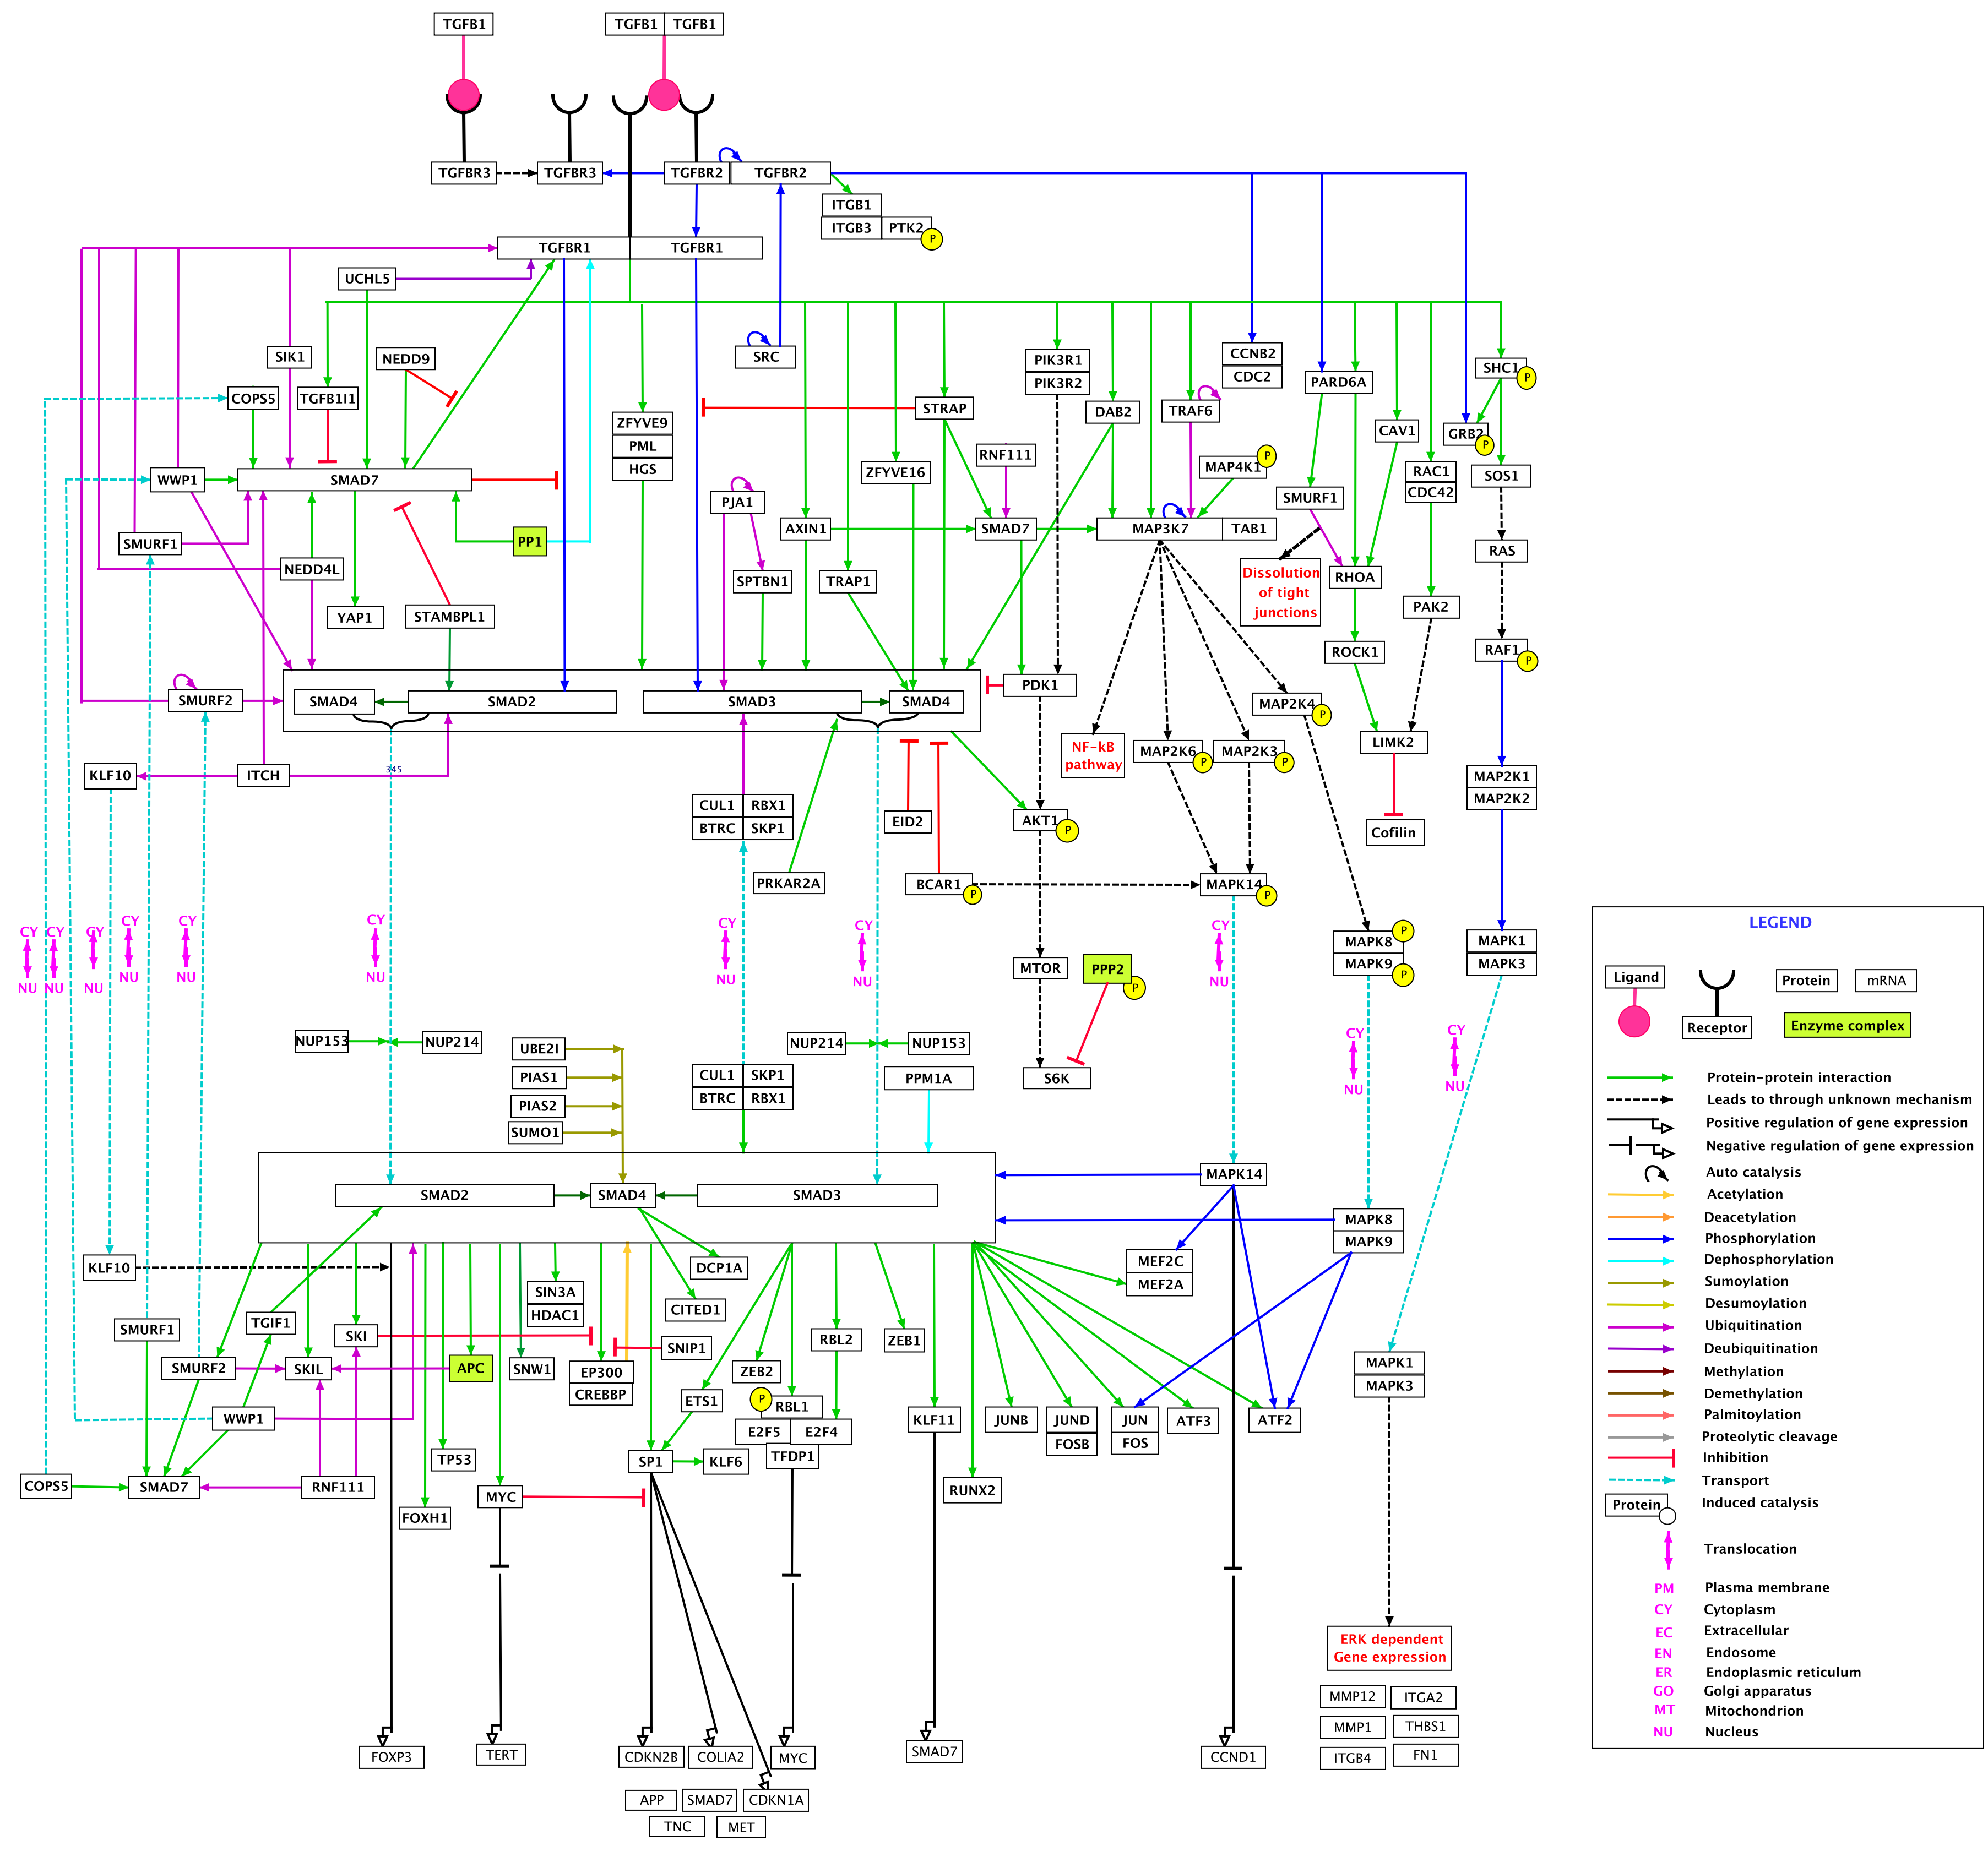 TGFB1
TGFB1 TGFB1
TGFBR3 TGFBR3 TGFBR2 TGFBR2
ITGB1
ITGB3 PTK2
P
TGFBR1 TGFBR1
UCHL5
SIK1 NEDD9 SRC
PIK3R1
PIK3R2
CCNB2
CDC2
SHC1
P
PARD6A
COPS5 TGFB1I1
STRAP DAB2 TRAF6
ZFYVE9
PML
HGS
CAV1 GRB2
P
WWP1 SMAD7
ZFYVE16 RNF111 MAP4K1
P
RAC1
CDC42
SOS1
PJA1 SMURF1
AXIN1 SMAD7 MAP3K7 TAB1
SMURF1 PP1
RAS
NEDD4L SPTBN1 TRAP1
Dissolution
of tight
junctions
RHOA
PAK2
YAP1 STAMBPL1
ROCK1 RAF1
P
SMURF2 SMAD4 SMAD2 SMAD3 SMAD4 PDK1
MAP2K4
P
NF-kB
pathway
MAP2K6
P
MAP2K3
P
LIMK2
KLF10 ITCH 345
MAP2K1
MAP2K2
CUL1 RBX1
BTRC SKP1
EID2 AKT1
P
Cofilin
PRKAR2A BCAR1
P
MAPK14
P
CY CY CY CY CY CY CY CY CY
NU NU NU NU NU NU NU NU NU
P
MAPK8
MAPK9
P
MAPK1
MAPK3
MTOR PPP2
P
NUP153 NUP214 NUP214 NUP153
CY CY
NU NU
UBE2I
PIAS1
PIAS2
SUMO1
CUL1 SKP1
BTRC RBX1
PPM1A S6K
SMAD2 SMAD4 SMAD3
MAPK14
MAPK8
MAPK9
KLF10 DCP1A
MEF2C
MEF2A
SIN3A
HDAC1
CITED1
SMURF1 TGIF1 SKI
SNIP1 RBL2 ZEB1
SMURF2 SKIL APC SNW1
EP300
CREBBP
ZEB2
MAPK1
MAPK3
ETS1
P
RBL1
E2F5 E2F4
TFDP1
WWP1
KLF11 JUNB
JUND
FOSB
JUN
FOS
ATF3 ATF2
TP53 SP1 KLF6
COPS5 SMAD7 RNF111
MYC RUNX2
FOXH1
ERK dependent
Gene expression
MMP12 ITGA2
MMP1 THBS1
ITGB4 FN1
FOXP3 TERT CDKN2B COLIA2 MYC SMAD7 CCND1
APP SMAD7 CDKN1A
TNC MET
LEGEND
Ligand Receptor Protein mRNA
Enzyme complex
Protein-protein interaction
Leads to through unknown mechanism
Positive regulation of gene expression
Negative regulation of gene expression
Auto catalysis
Acetylation
Deacetylation
Phosphorylation
Dephosphorylation
Sumoylation
Desumoylation
Ubiquitination
Deubiquitination
Methylation
Demethylation
Palmitoylation
Proteolytic cleavage
Inhibition
Transport
Protein Induced catalysis
Translocation
PM Plasma membrane
CY Cytoplasm
EC Extracellular
EN Endosome
ER Endoplasmic reticulum
GO Golgi apparatus
MT Mitochondrion
NU Nucleus